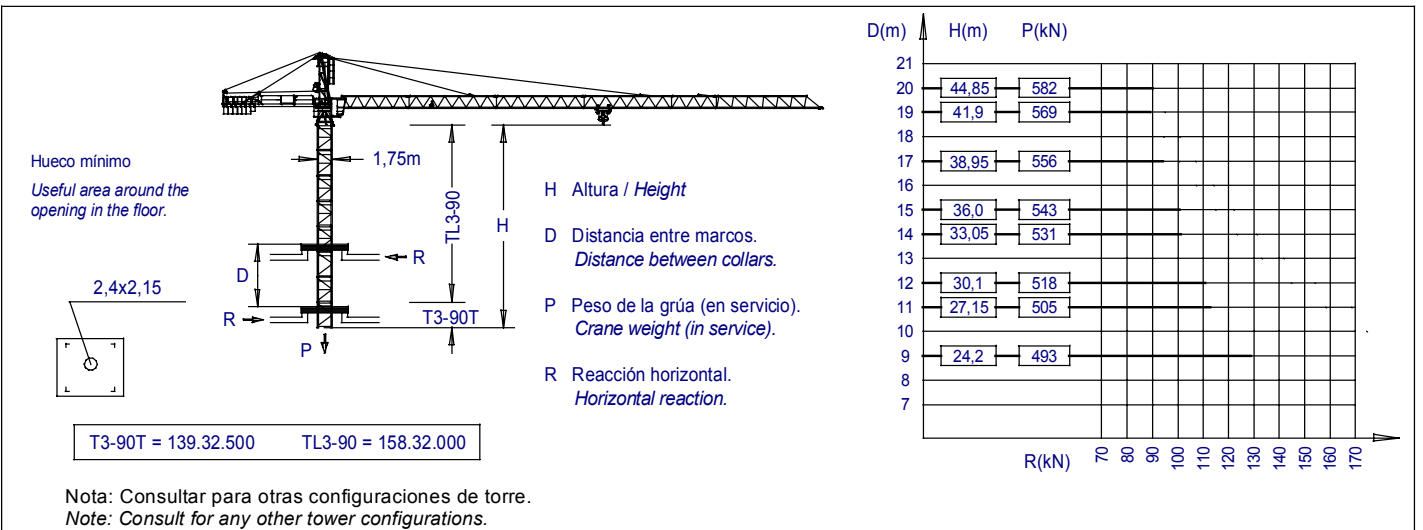 Hueco mínimo
Useful area around the
opening in the floor.
2,4x2,15
1,75m
TL3-90
H
D
R
R
T3-90T
P
H Altura / Height
D Distancia entre marcos.
Distance between collars.
P Peso de la grúa (en servicio).
Crane weight (in service).
R Reacción horizontal.
Horizontal reaction.
T3-90T = 139.32.500 TL3-90 = 158.32.000
Nota: Consultar para otras configuraciones de torre.
Note: Consult for any other tower configurations.
D(m) H(m) P(kN)
21
20 44,85 582
19 41,9 569
18
17 38,95 556
16
15 36,0 543
14 33,05 531
13
12 30,1 518
11 27,15 505
10
9 24,2 493
8
7
R(kN) 70 80 90 100 110 120 130 140 150 160 170